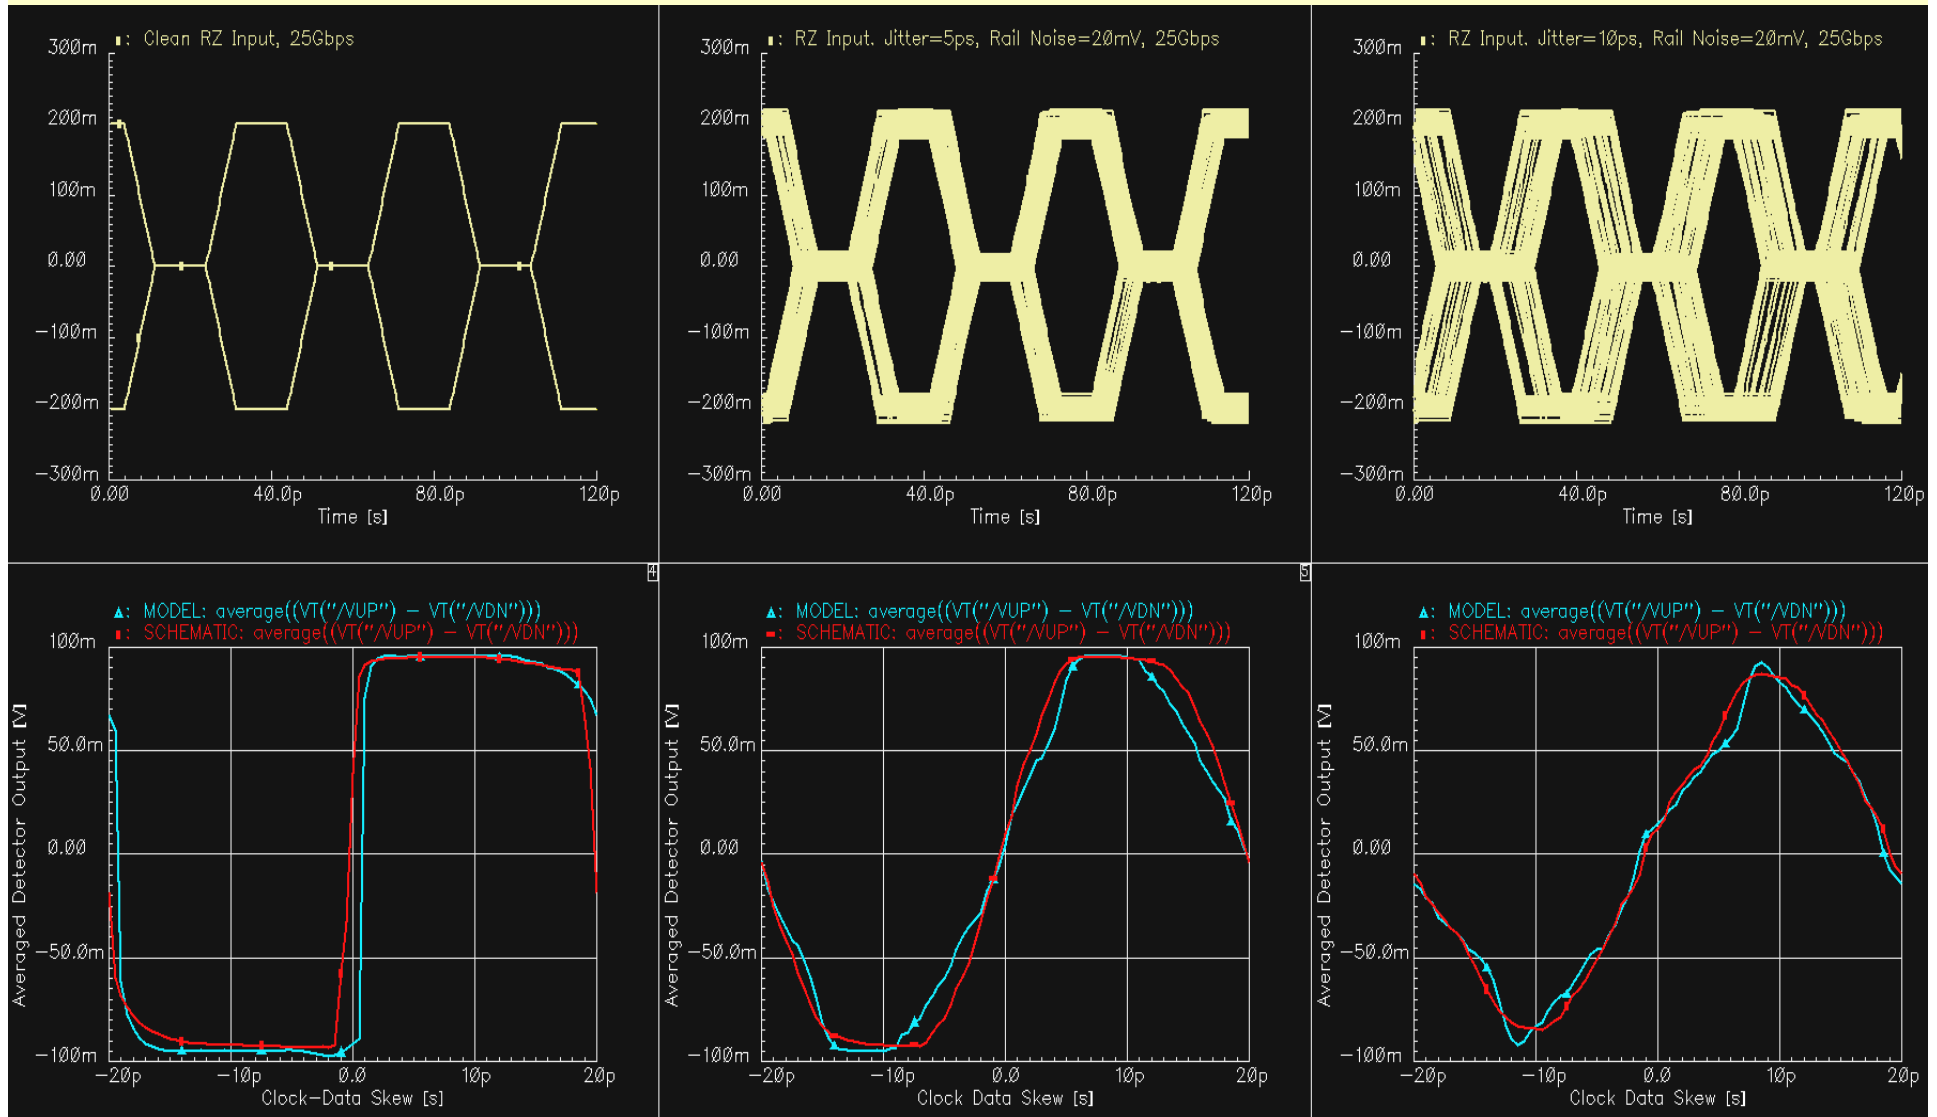 : Clean RZ Input, 25Gbps
300m
200m
100m
0.00
-100m
-200m
-300m
0.00 40.0p 80.0p 120p
Time [s]
: RZ Input. Jitter=5ps, Rail Noise=20mV, 25Gbps
300m
200m
100m
0.00
-100m
-200m
-300m
0.00 40.0p 80.0p 120p
Time [s]
: RZ Input. Jitter=10ps, Rail Noise=20mV, 25Gbps
300m
200m
100m
0.00
-100m
-200m
-300m
0.00 40.0p 80.0p 120p
Time [s]
4
: MODEL: average((VT("/VUP") - VT("/VDN")))
: SCHEMATIC: average((VT("/VUP") - VT("/VDN")))
100m
50.0m
0.00
-50.0m
-100m
Averaged Detector Output [V]
-20p -10p 0.0 10p 20p
Clock-Data Skew [s]
5
: MODEL: average((VT("/VUP") - VT("/VDN")))
: SCHEMATIC: average((VT("/VUP") - VT("/VDN")))
100m
50.0m
0.00
-50.0m
-100m
Averaged Detector Output [V]
-20p -10p 0.0 10p 20p
Clock Data Skew [s]
: MODEL: average((VT("/VUP") - VT("/VDN")))
: SCHEMATIC: average((VT("/VUP") - VT("/VDN")))
100m
50.0m
0.00
-50.0m
-100m
Averaged Detector Output [V]
-20p -10p 0.0 10p 20p
Clock Data Skew [s]